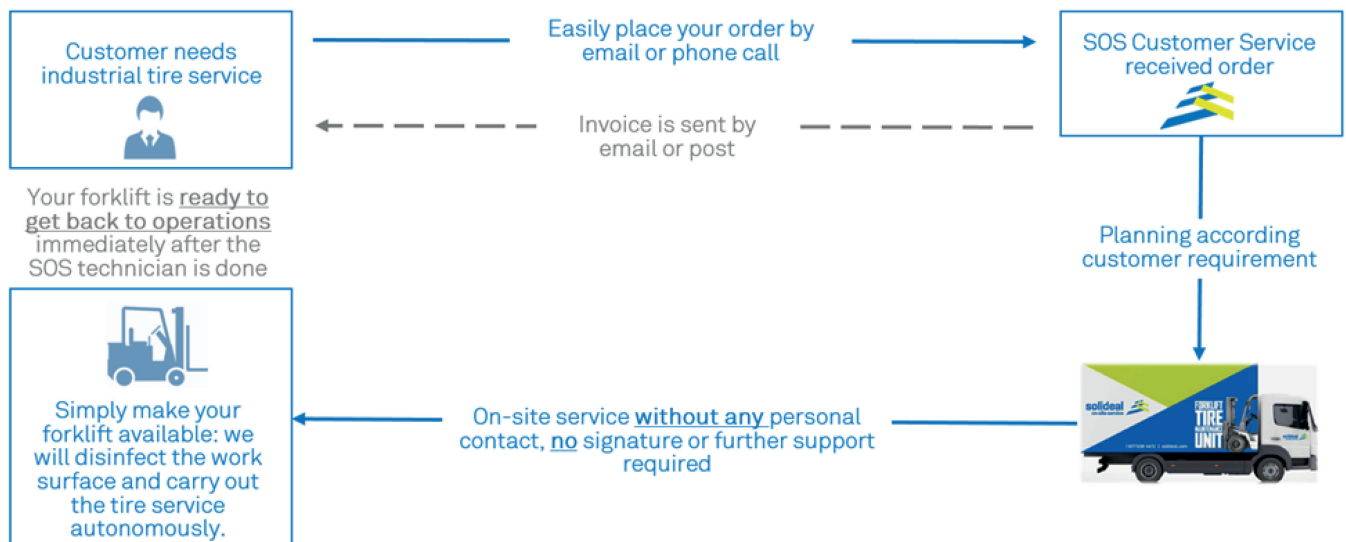 Customer needs
industrial tire service
Easily place your order by
email or phone call
SOS Customer Service
received order
Invoice is sent by
email or post
Your forklift is ready to
get back to operations
immediately after the
SOS technician is done
Planning according
customer requirement
Simply make your
forklift available: we
will disinfect the work
surface and carry out
the tire service
autonomously.
On-site service without any personal
contact, no signature or further support
required
solideal
on-site service
FORKLIFT
TIRE
MAINTENANCE
UNIT